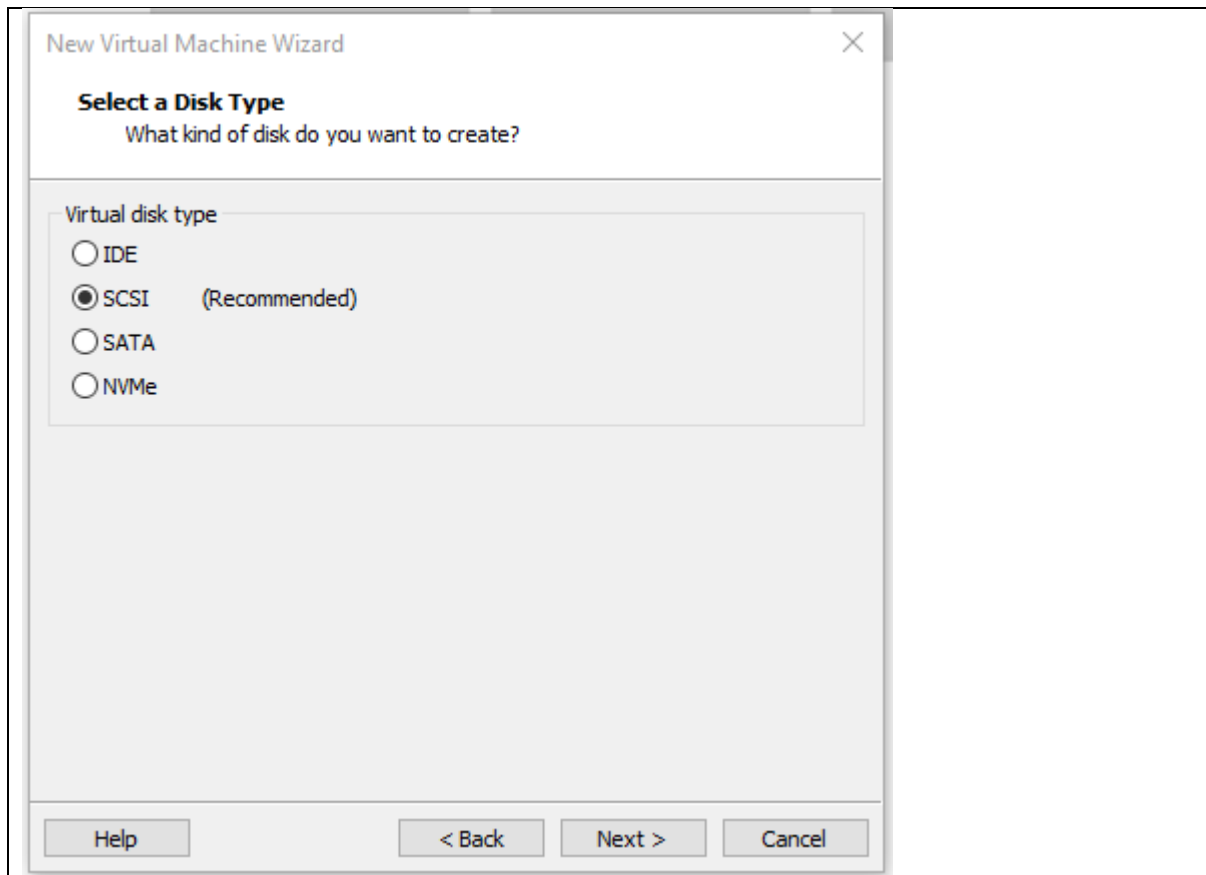 New Virtual Machine Wizard
Select a Disk Type
What kind of disk do you want to create?
Virtual disk type
IDE
SCSI (Recommended)
SATA
NVMe
Help < Back Next > Cancel